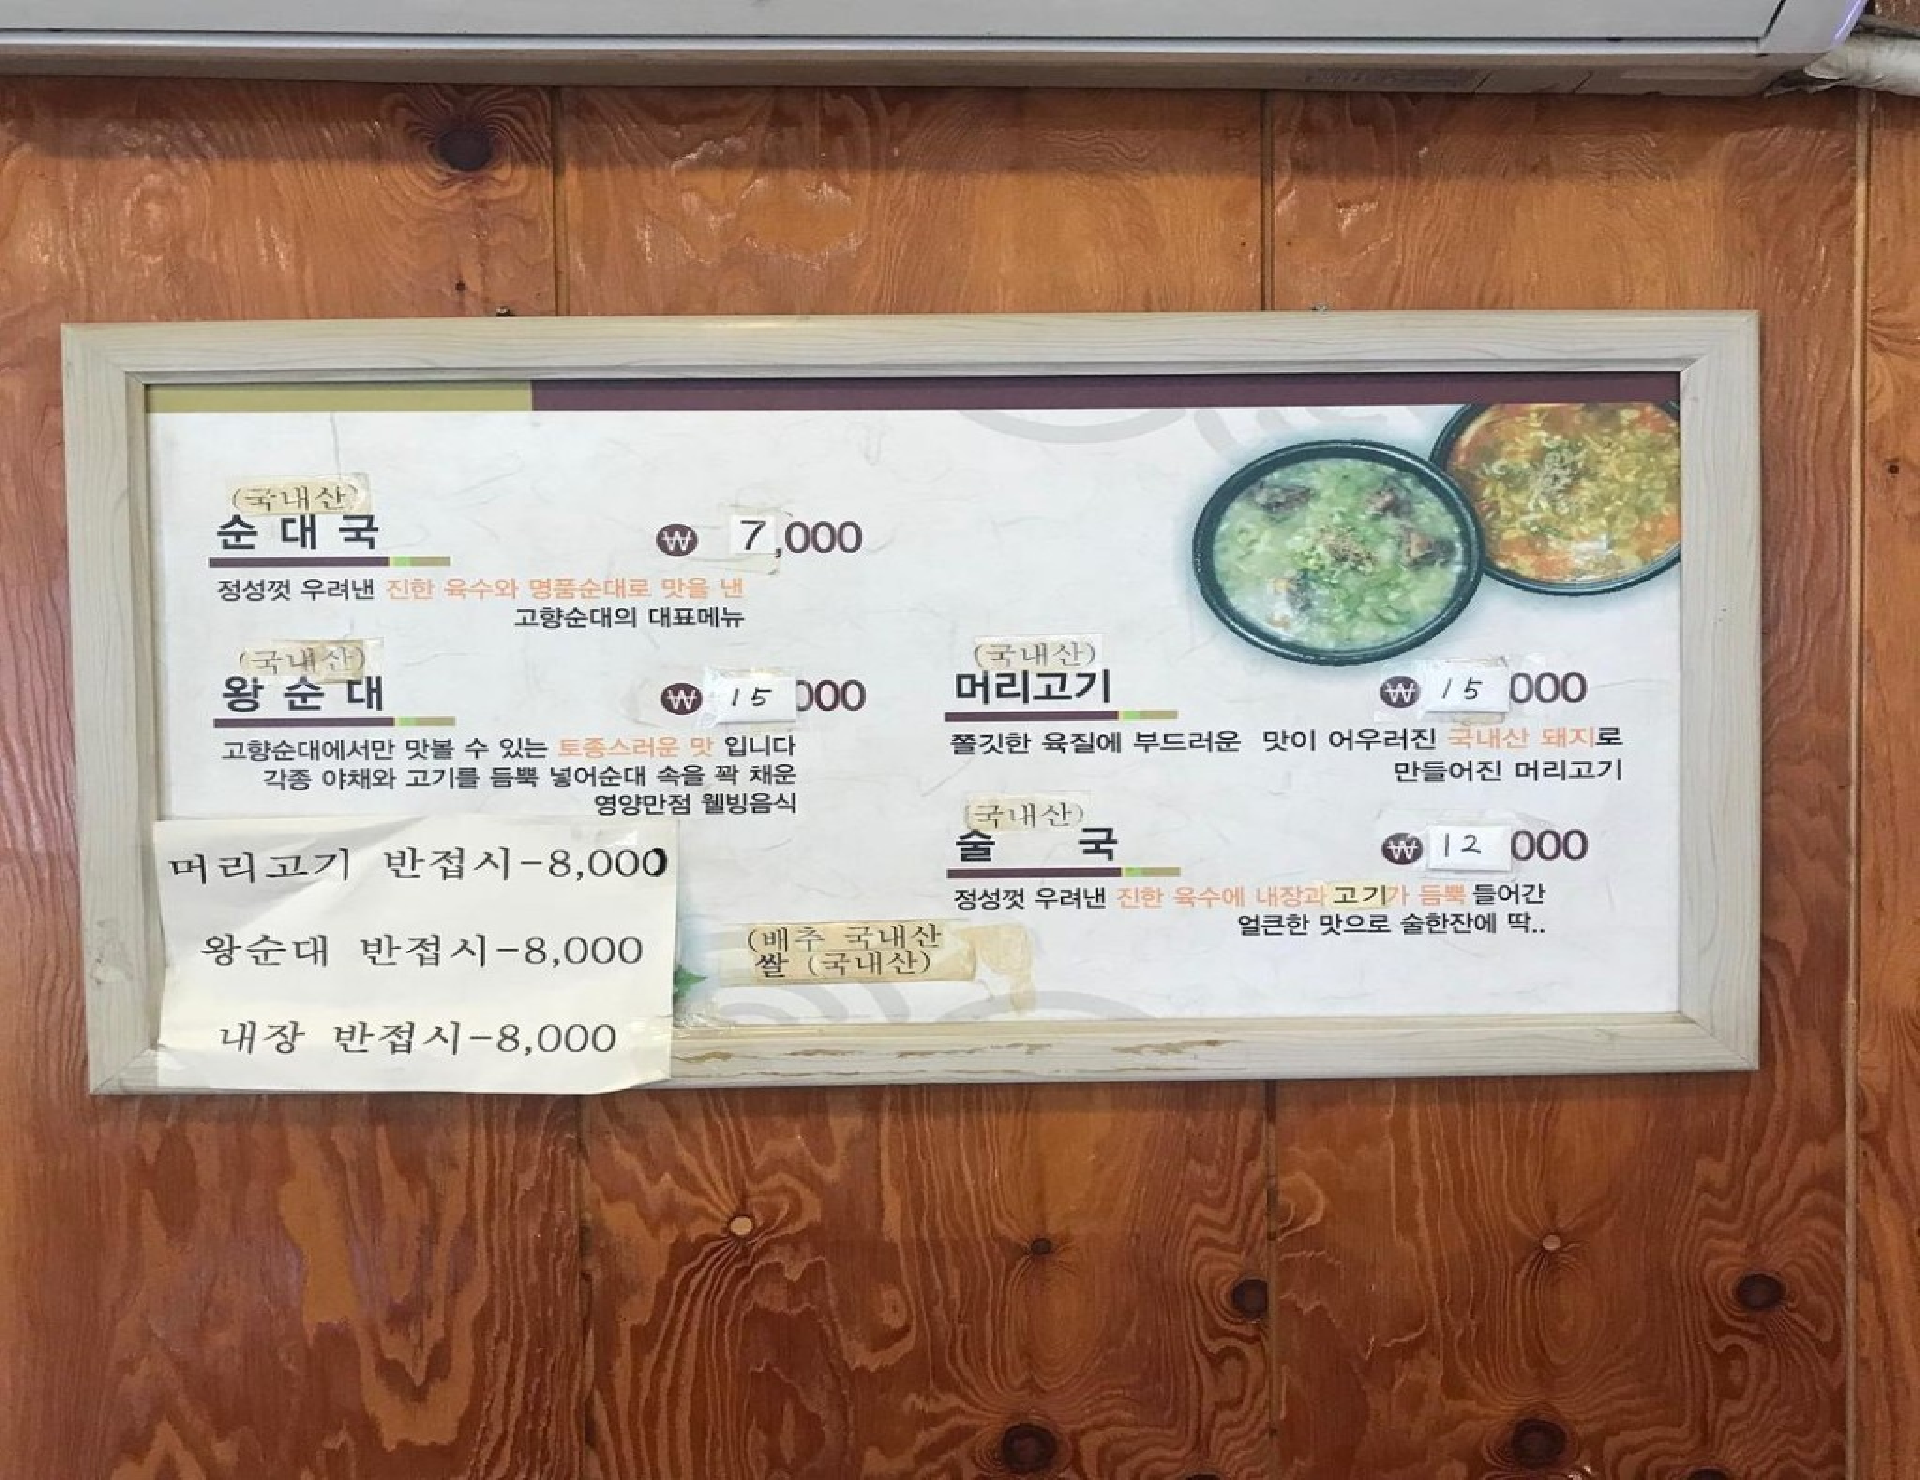 (국내산)
순 대 국 ₩ 7,000
정성껏 우려낸 진한 육수와 명품순대로 맛을 낸
고향순대의 대표메뉴
(국내산)
왕 순 대 ₩ 15 000
고향순대에서만 맛볼 수 있는 토종스러운 맛 입니다
각종 야채와 고기를 듬뿍 넣어순대 속을 꽉 채운
영양만점 웰빙음식
머리고기 반접시-8,000
왕순대 반접시-8,000
내장 반접시-8,000
(배추 국내산
쌀 (국내산)
(국내산)
머리고기 ₩ 15 000
쫄깃한 육질에 부드러운 맛이 어우러진 국내산 돼지로
만들어진 머리고기
(국내산)
술 국 ₩ 12 000
정성껏 우려낸 진한 육수에 내장과 고기가 듬뿍 들어간
얼큰한 맛으로 술한잔에 딱..